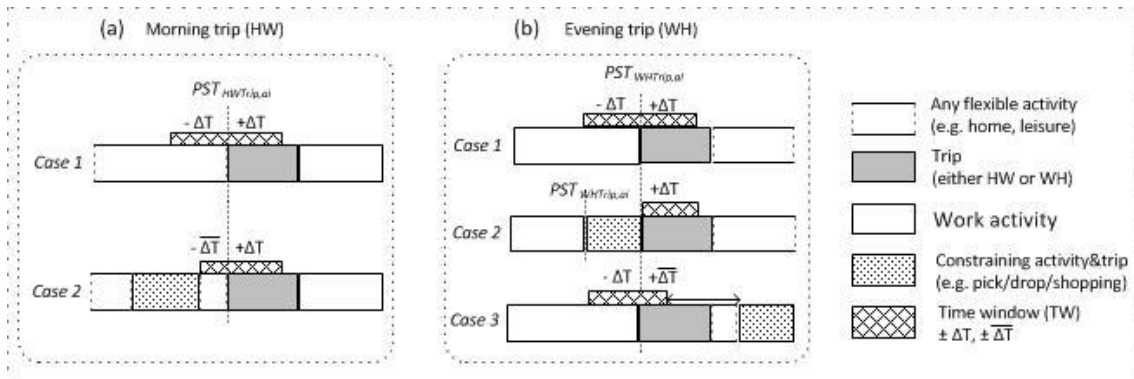 (a) Morning trip (HW)
PST HWTrip,ai
- ΔT +ΔT
Case 1
- \overline{ΔT} +ΔT
Case 2
(b) Evening trip (WH)
PST WHTrip,ai
- ΔT +ΔT
Case 1
PST WHTrip,ai
+ΔT
Case 2
- ΔT +\overline{ΔT}
Case 3
Any flexible activity
(e.g. home, leisure)
Trip
(either HW or WH)
Work activity
Constraining activity&trip
(e.g. pick/drop/shopping)
Time window (TW)
± ΔT, ± \overline{ΔT}